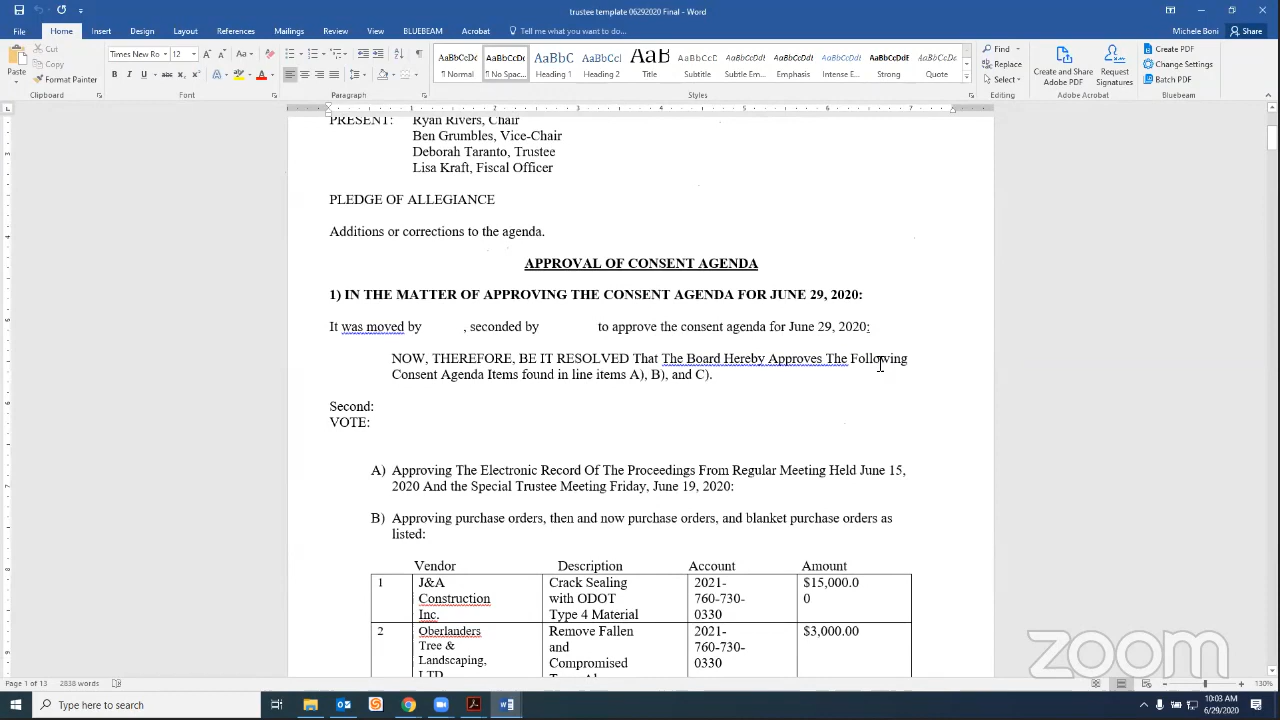 trustee template 06292020 Final - Word
File Home Insert Design Layout References Mailings Review View BLUEBEAM Acrobat Tell me what you want to do...
Michele Boni Share
Paste Cut
Copy
Format Painter
Times New Ro 12
AaBbCcDc AaBbCcDc AaBbC AaBbCcI AaB
¶ Normal ¶ No Spac... Heading 1 Heading 2 Title Subtitle Subtle Em... Emphasis Intense E... Strong Quote
Find
Replace
Select
Create and Share Adobe PDF
Request Signatures
Create PDF
Change Settings
Batch PDF
Clipboard Font Paragraph Styles Editing Adobe Acrobat Bluebeam
PRESENT: Ryan Rivers, Chair
Ben Grumbles, Vice-Chair
Deborah Taranto, Trustee
Lisa Kraft, Fiscal Officer
PLEDGE OF ALLEGIANCE
Additions or corrections to the agenda.
APPROVAL OF CONSENT AGENDA
1) IN THE MATTER OF APPROVING THE CONSENT AGENDA FOR JUNE 29, 2020:
It was moved by , seconded by to approve the consent agenda for June 29, 2020:
NOW, THEREFORE, BE IT RESOLVED That The Board Hereby Approves The Following
Consent Agenda Items found in line items A), B), and C).
Second:
VOTE:
A) Approving The Electronic Record Of The Proceedings From Regular Meeting Held June 15,
2020 And the Special Trustee Meeting Friday, June 19, 2020:
B) Approving purchase orders, then and now purchase orders, and blanket purchase orders as
listed:
Vendor Description Account Amount
1 J&A Crack Sealing 2021- $15,000.0
Construction with ODOT 760-730- 0
Inc. Type 4 Material 0330
2 Oberlanders Remove Fallen 2021- $3,000.00
Tree & and 760-730-
Landscaping, Compromised 0330
LTD
zoom
Page 1 of 13 2838 words 130%
Type here to search
10:03 AM
6/29/2020